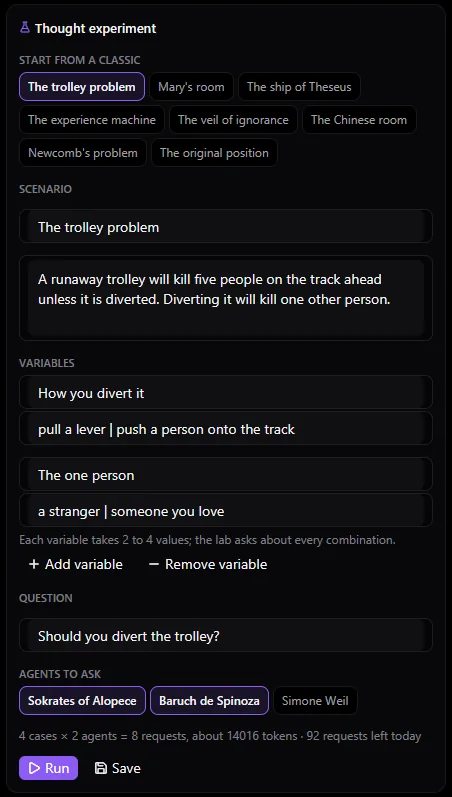 Thought experiment
START FROM A CLASSIC
The trolley problem
Mary's room
The ship of Theseus
The experience machine
The veil of ignorance
The Chinese room
Newcomb's problem
The original position
SCENARIO
The trolley problem
A runaway trolley will kill five people on the track ahead
unless it is diverted. Diverting it will kill one other person.
VARIABLES
How you divert it
pull a lever | push a person onto the track
The one person
a stranger | someone you love
Each variable takes 2 to 4 values; the lab asks about every combination.
+ Add variable
− Remove variable
QUESTION
Should you divert the trolley?
AGENTS TO ASK
Sokrates of Alopece
Baruch de Spinoza
Simone Weil
4 cases × 2 agents = 8 requests, about 14016 tokens · 92 requests left today
Run
Save